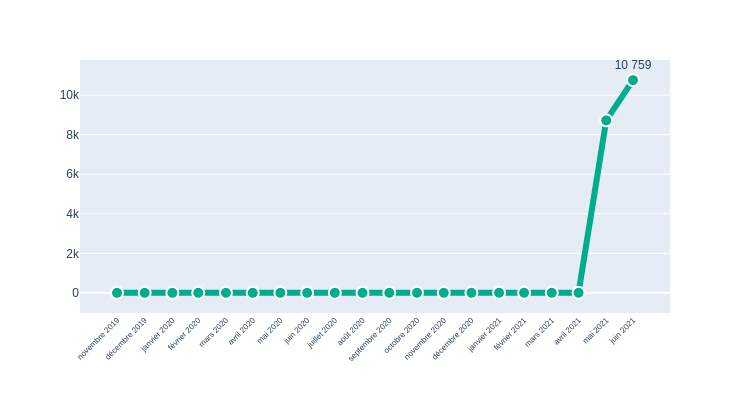 10 759
10k
8k
6k
4k
2k
0
novembre 2019
décembre 2019
janvier 2020
février 2020
mars 2020
avril 2020
mai 2020
juin 2020
juillet 2020
août 2020
septembre 2020
octobre 2020
novembre 2020
décembre 2020
janvier 2021
février 2021
mars 2021
avril 2021
mai 2021
juin 2021